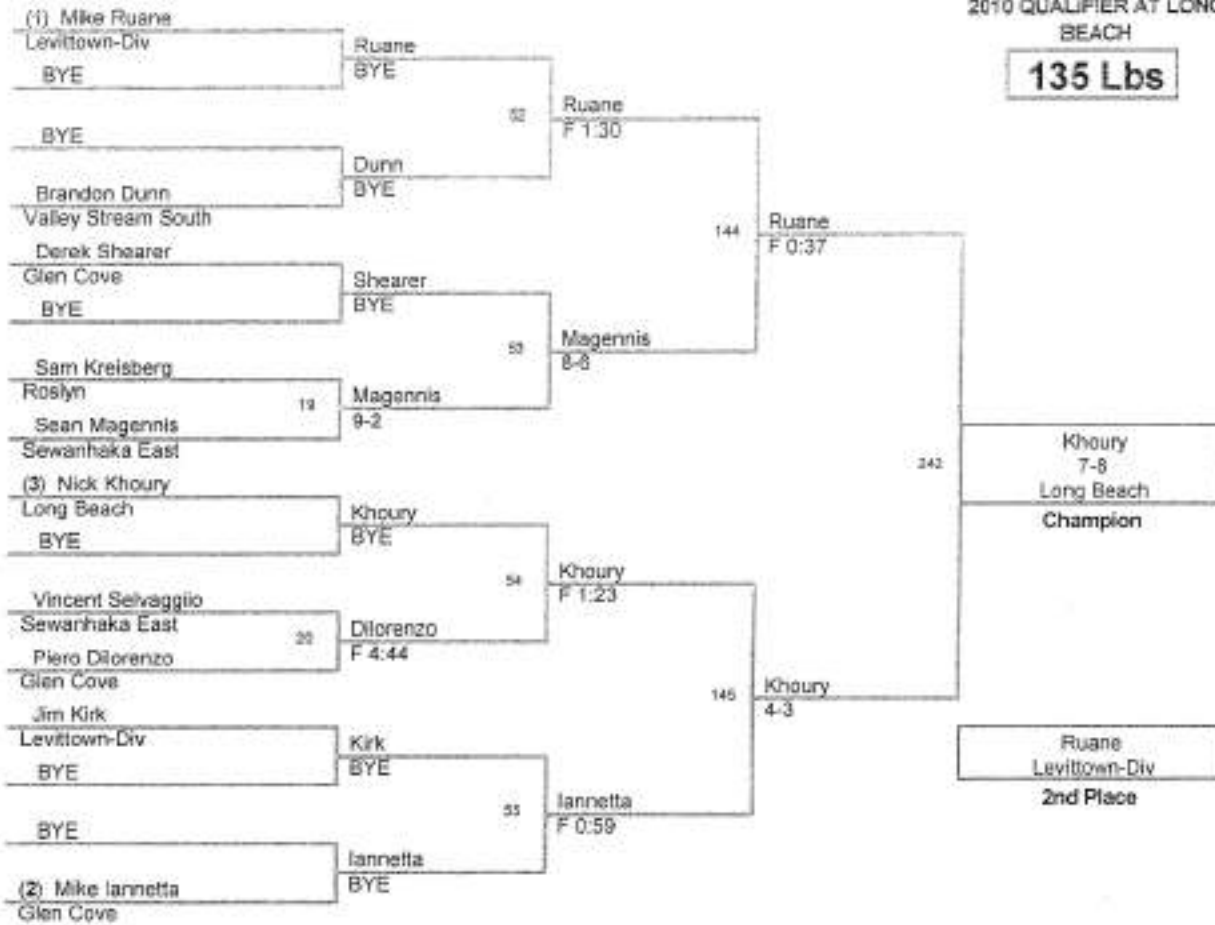 2010 QUALIFIER AT LONG
BEACH
135 Lbs
(1) Mike Ruane
Levittown-Div
BYE
BYE
Brandon Dunn
Valley Stream South
Derek Shearer
Glen Cove
BYE
Sam Kreisberg
Roslyn
19
Sean Magennis
Sewanhaka East
(3) Nick Khoury
Long Beach
BYE
Vincent Selvaggiio
Sewanhaka East
20
Piero Dilorenzo
Glen Cove
Jim Kirk
Levittown-Div
BYE
BYE
(2) Mike Iannetta
Glen Cove
Ruane
BYE
52
Dunn
BYE
Shearer
BYE
53
Magennis
9-2
Khoury
BYE
54
Dilorenzo
F 4:44
Kirk
BYE
55
Iannetta
BYE
Ruane
F 1:30
144
Magennis
8-6
Khoury
F 1:23
145
Iannetta
F 0:59
Ruane
F 0:37
242
Khoury
4-3
Khoury
7-8
Long Beach
Champion
Ruane
Levittown-Div
2nd Place